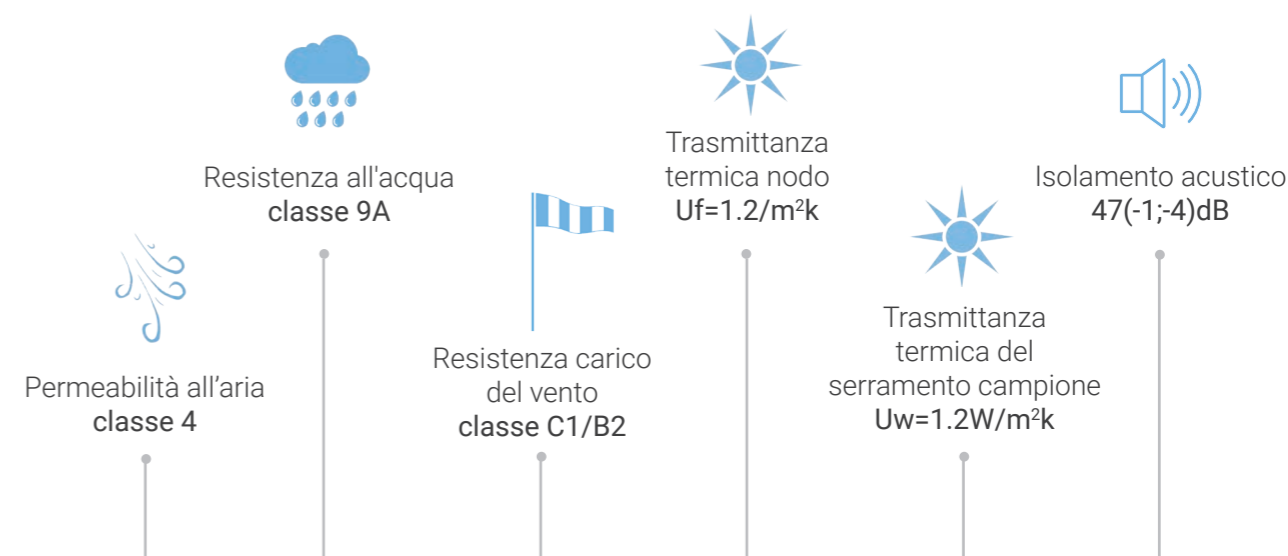 Permeabilità all’aria
classe 4
Resistenza all'acqua
classe 9A
Resistenza carico
del vento
classe C1/B2
Trasmittanza
termica nodo
Uf=1.2/m²k
Trasmittanza
termica del
serramento campione
Uw=1.2W/m²k
Isolamento acustico
47(-1;-4)dB